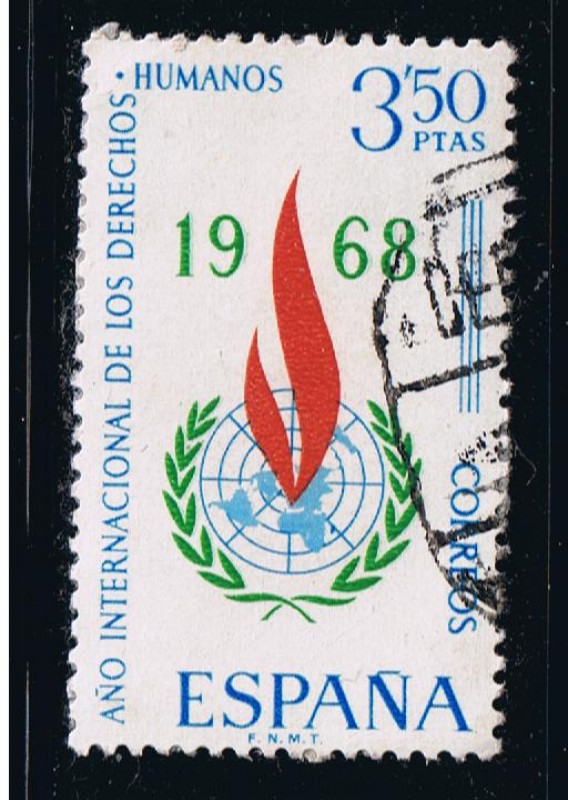 AÑO INTERNACIONAL DE LOS DERECHOS · HUMANOS
3'50
PTAS
1968
CORREOS
ESPAÑA
F. N. M. T.